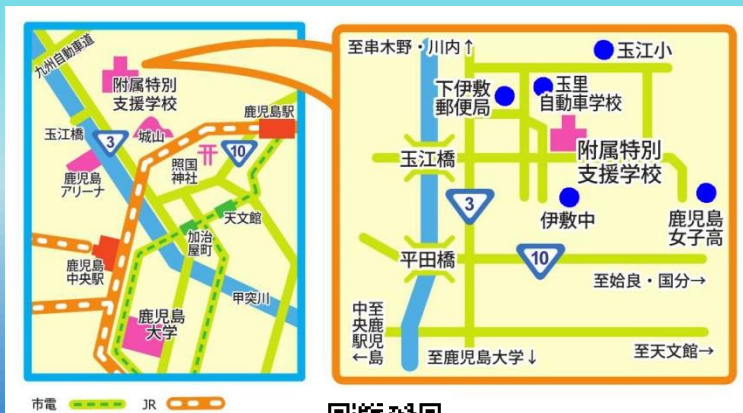 九州自動車道
附属特別
支援学校
鹿児島駅
玉江橋
3
城山
鹿児島
アリーナ
照国
神社
10
天文館
加治
屋町
鹿児島
中央駅
甲突川
鹿児島
大学
市電
JR
至串木野・川内↑
玉江小
下伊敷
郵便局
玉里
自動車学校
玉江橋
附属特別
支援学校
3
伊敷中
鹿児島
女子高
平田橋
10
至姶良・国分→
至鹿児島
中央駅
←
至鹿児島大学↓
至天文館→